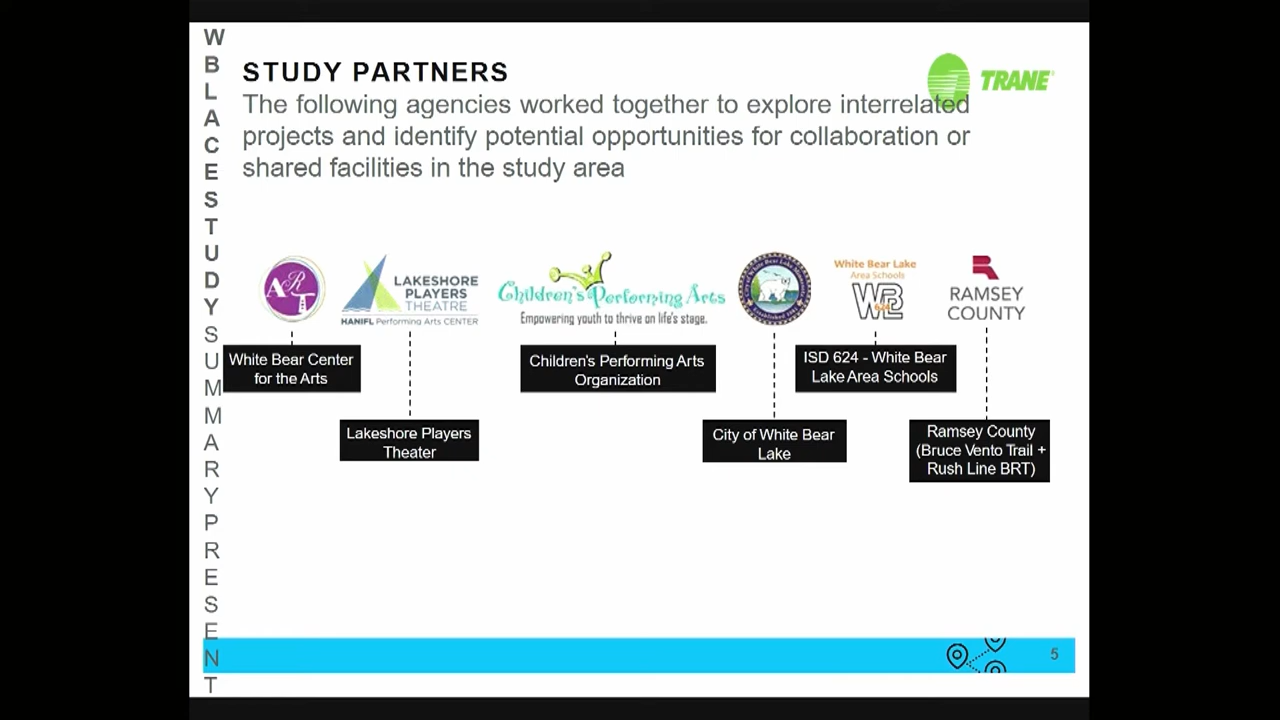 WBLACESTUDYSUMMARYPRESENT
STUDY PARTNERS
TRANE
The following agencies worked together to explore interrelated
projects and identify potential opportunities for collaboration or
shared facilities in the study area
ART
LAKESHORE
PLAYERS
THEATRE
HANIFL Performing Arts CENTER
Children's Performing Arts
Empowering youth to thrive on life's stage.
White Bear Lake
Area Schools
WB
624
RAMSEY
COUNTY
White Bear Center
for the Arts
Lakeshore Players
Theater
Children's Performing Arts
Organization
City of White Bear
Lake
ISD 624 - White Bear
Lake Area Schools
Ramsey County
(Bruce Vento Trail +
Rush Line BRT)
5